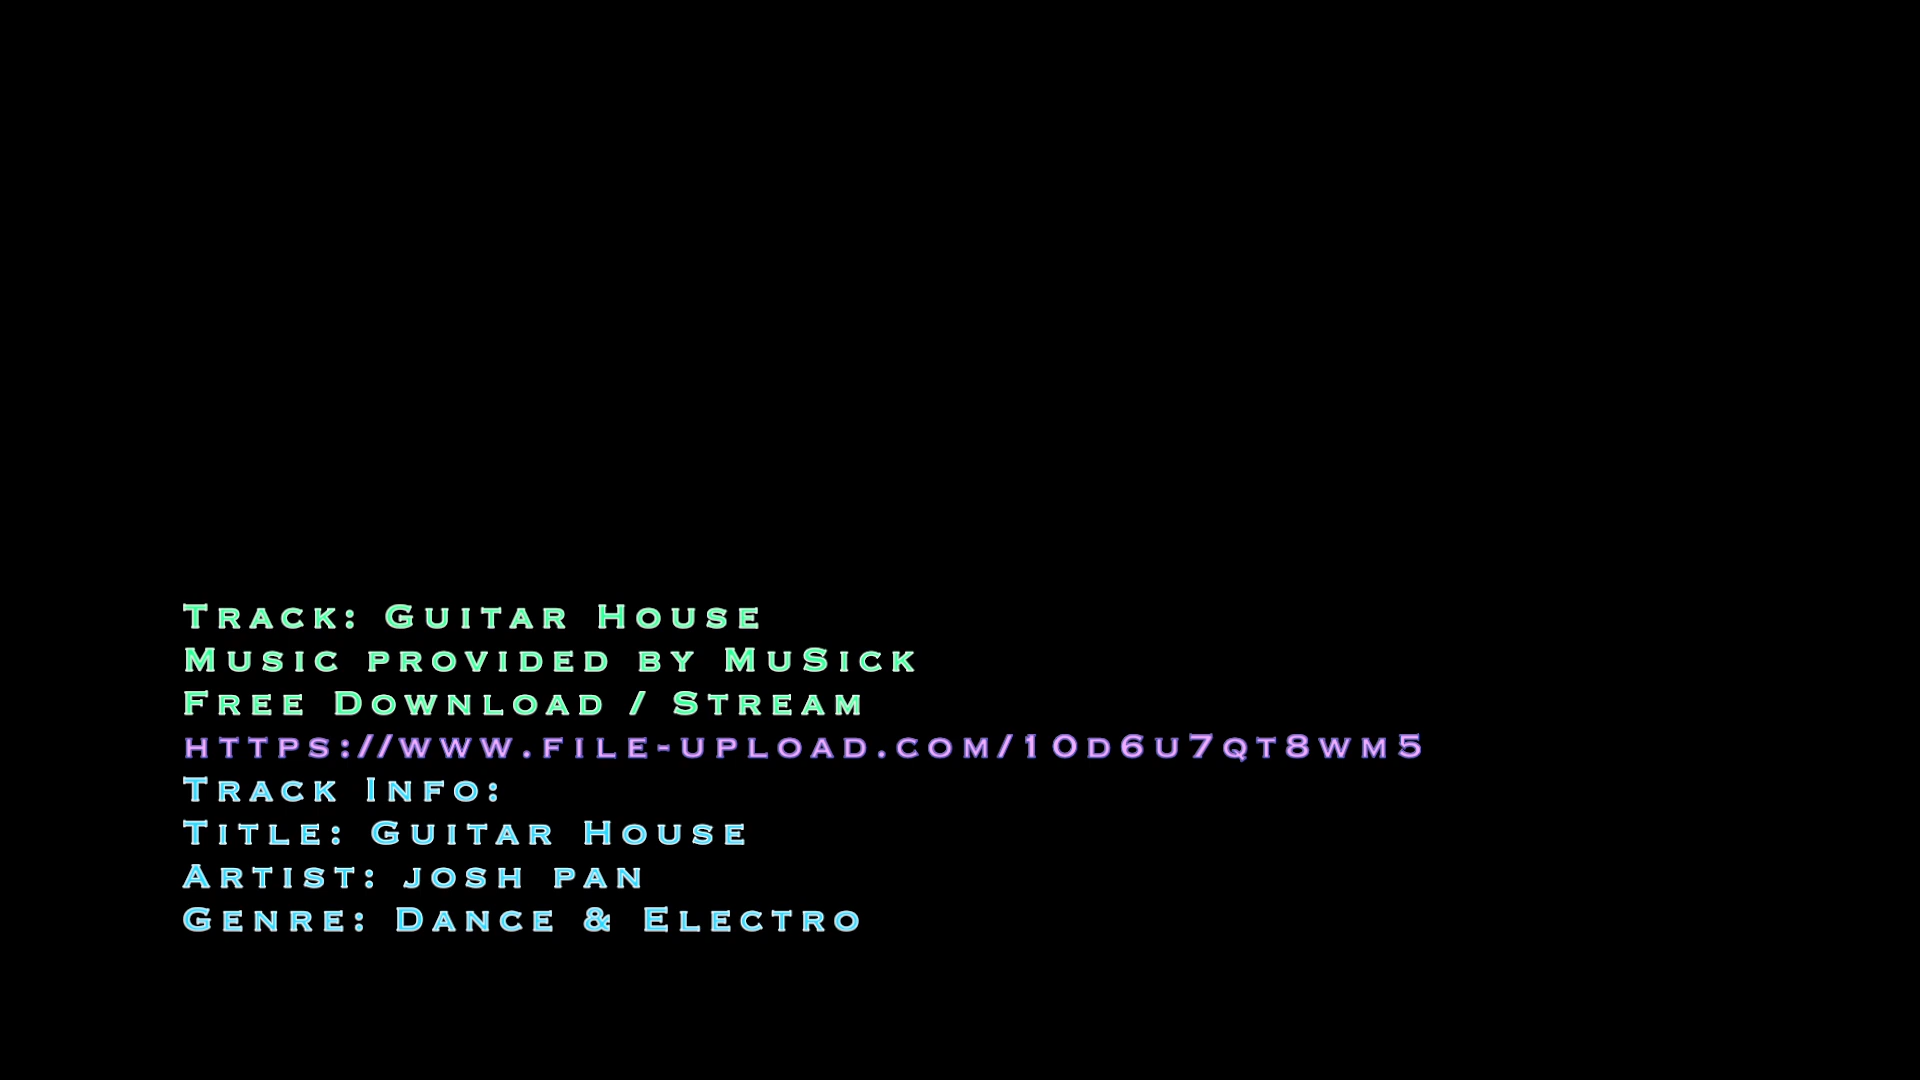 Track: Guitar House
Music provided by MuSick
Free Download / Stream
https://www.file-upload.com/10d6u7qt8wm5
Track Info:
Title: Guitar House
Artist: josh pan
Genre: Dance & Electro